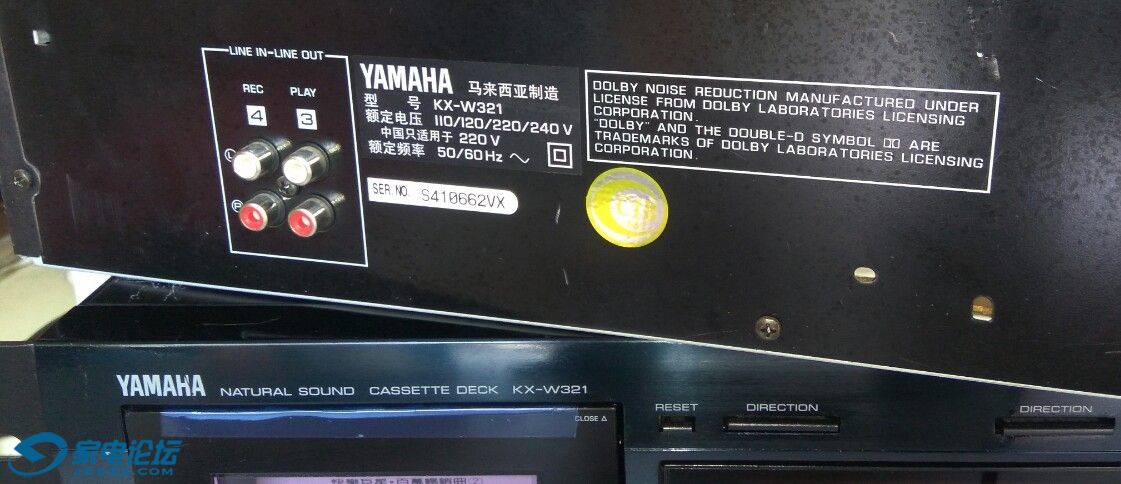 LINE IN-LINE OUT
REC PLAY
4 3
L
R
YAMAHA 马来西亚制造
型 号 KX-W321
额定电压 110/120/220/240 V
中国只适用于 220 V
额定频率 50/60 Hz ～
SER. NO. S410662VX
DOLBY NOISE REDUCTION MANUFACTURED UNDER
LICENSE FROM DOLBY LABORATORIES LICENSING
CORPORATION.
"DOLBY" AND THE DOUBLE-D SYMBOL ARE
TRADEMARKS OF DOLBY LABORATORIES LICENSING
CORPORATION.
YAMAHA NATURAL SOUND CASSETTE DECK KX-W321
RESET DIRECTION DIRECTION
CLOSE △
家电论坛
JDBBS.COM